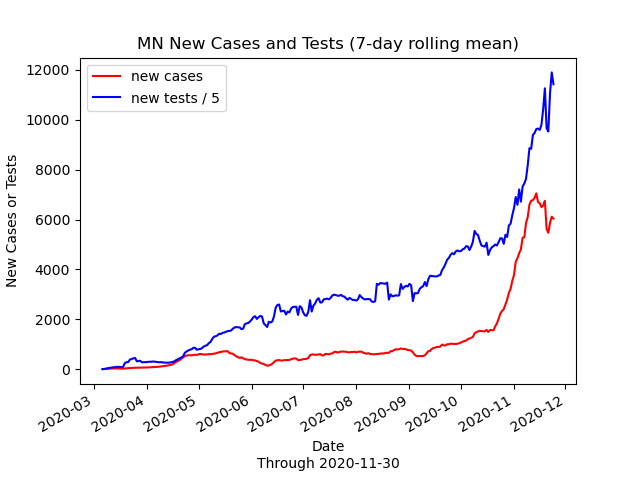 MN New Cases and Tests (7-day rolling mean)
new cases
new tests / 5
New Cases or Tests
12000
10000
8000
6000
4000
2000
0
2020-03
2020-04
2020-05
2020-06
2020-07
2020-08
2020-09
2020-10
2020-11
2020-12
Date
Through 2020-11-30